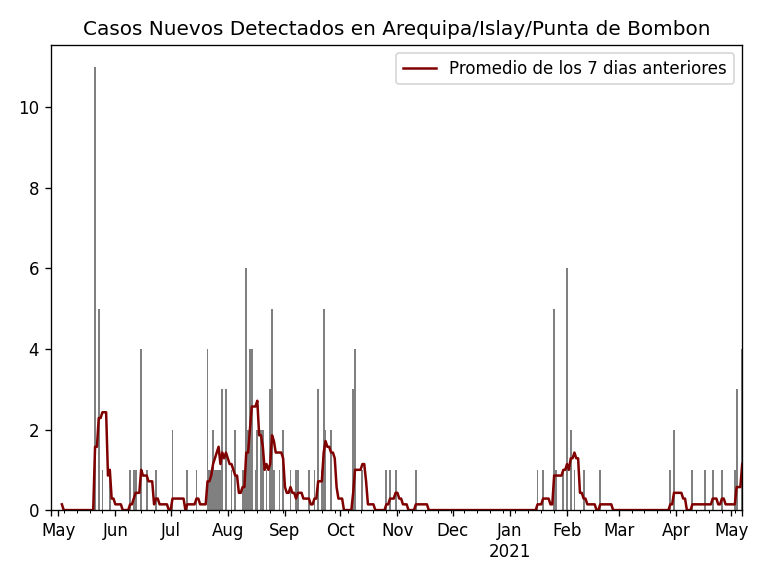 Casos Nuevos Detectados en Arequipa/Islay/Punta de Bombon
Promedio de los 7 dias anteriores
10
8
6
4
2
0
May Jun Jul Aug Sep Oct Nov Dec Jan Feb Mar Apr May
2021